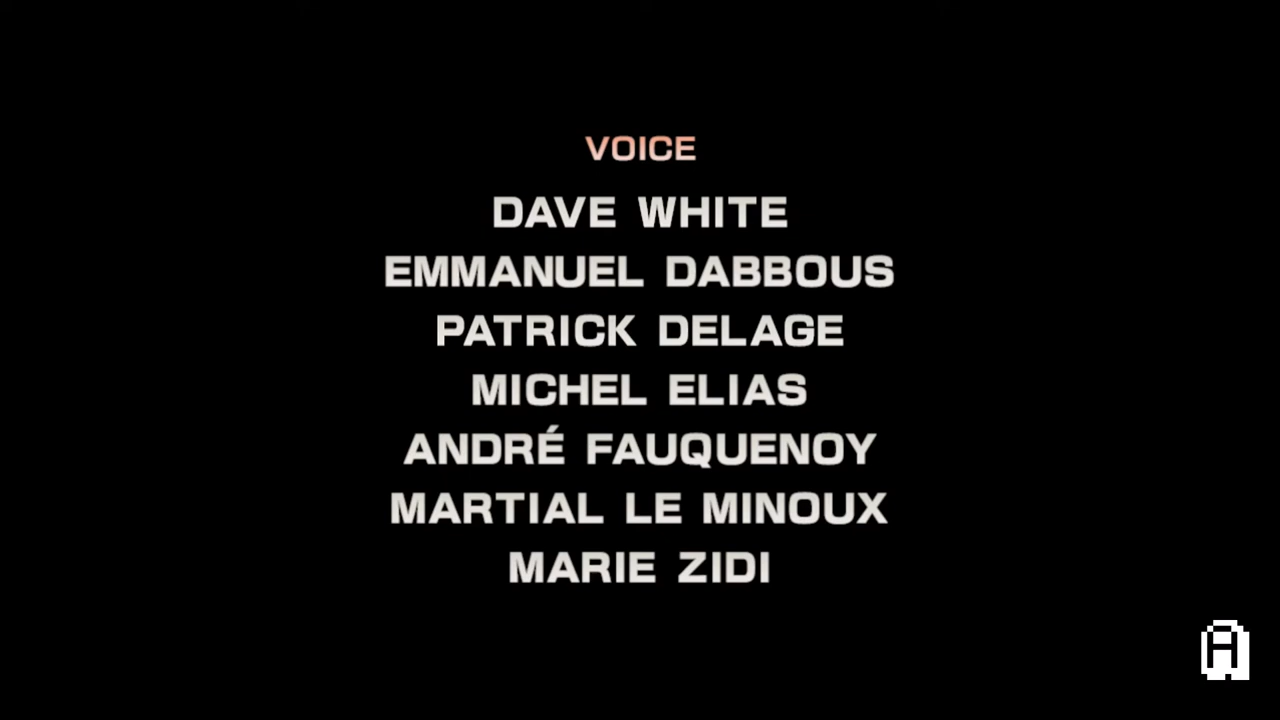 VOICE
DAVE WHITE
EMMANUEL DABBOUS
PATRICK DELAGE
MICHEL ELIAS
ANDRÉ FAUQUENOY
MARTIAL LE MINOUX
MARIE ZIDI
A